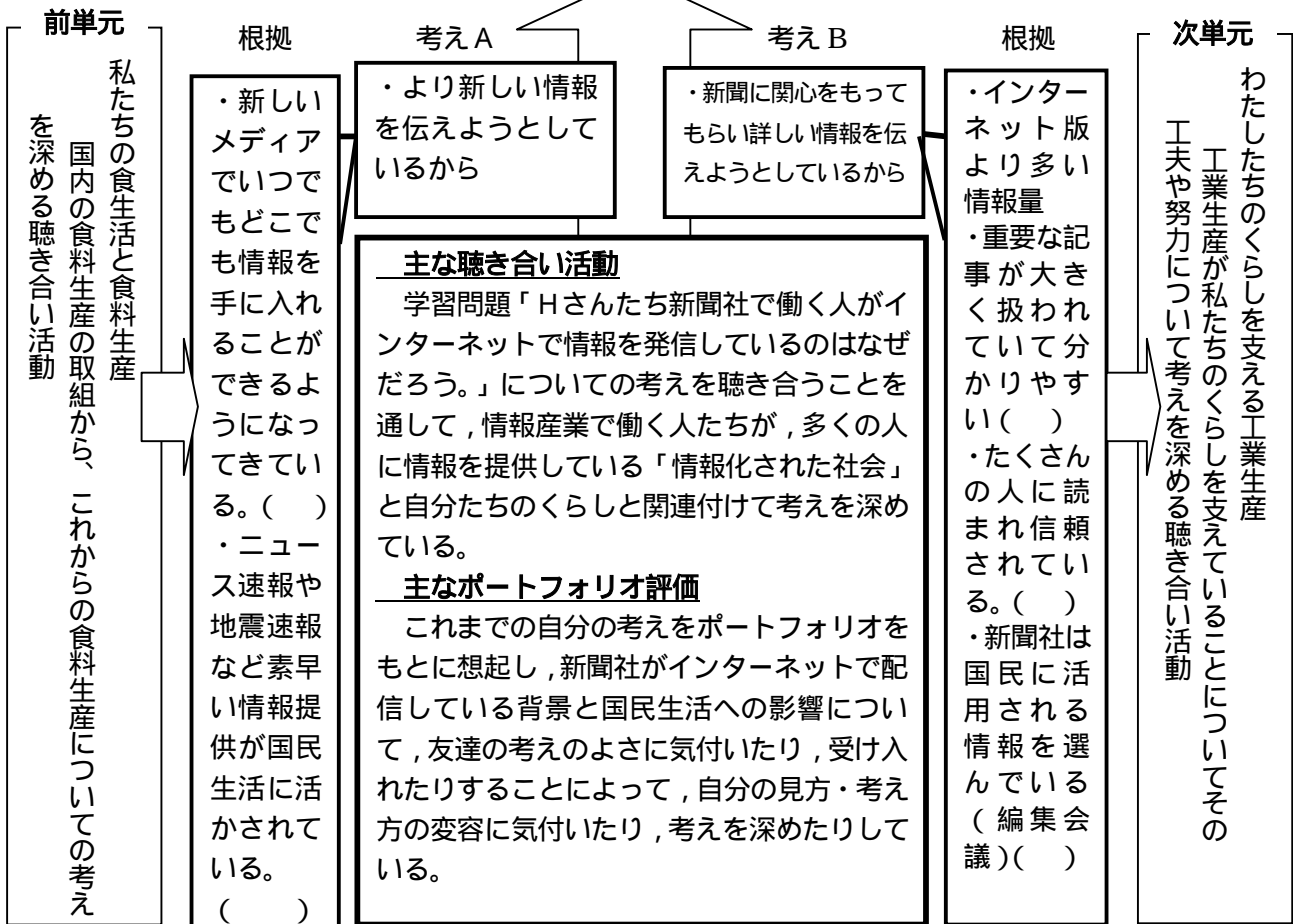 前単元
私たちの食生活と食料生産
国内の食料生産の取組から、これからの食料生産についての考え
を深める聴き合い活動
根拠
・新しい
メディア
でいつで
もどこで
も情報を
手に入れ
ることが
できるよ
うになっ
てきてい
る。(　)
・ニュー
ス速報や
地震速報
など素早
い情報提
供が国民
生活に活
かされて
いる。
(　　)
考えA
・より新しい情報
を伝えようとして
いるから
考えB
・新聞に関心をもって
もらい詳しい情報を伝
えようとしているから
主な聴き合い活動
学習問題「Hさんたち新聞社で働く人がイ
ンターネットで情報を発信しているのはなぜ
だろう。」についての考えを聴き合うことを
通して,情報産業で働く人たちが,多くの人
に情報を提供している「情報化された社会」
と自分たちのくらしと関連付けて考えを深め
ている。
主なポートフォリオ評価
これまでの自分の考えをポートフォリオを
もとに想起し,新聞社がインターネットで配
信している背景と国民生活への影響につい
て,友達の考えのよさに気付いたり,受け入
れたりすることによって,自分の見方・考え
方の変容に気付いたり,考えを深めたりして
いる。
根拠
・インター
ネット版
より多い
情報量
・重要な記
事が大き
く扱われ
ていて分
かりやす
い(　)
・たくさん
の人に読
まれ信頼
されてい
る。(　)
・新聞社は
国民に活
用される
情報を選
んでいる
(編集会
議)(　)
次単元
わたしたちのくらしを支える工業生産
工業生産が私たちのくらしを支えていることについてその
工夫や努力について考えを深める聴き合い活動